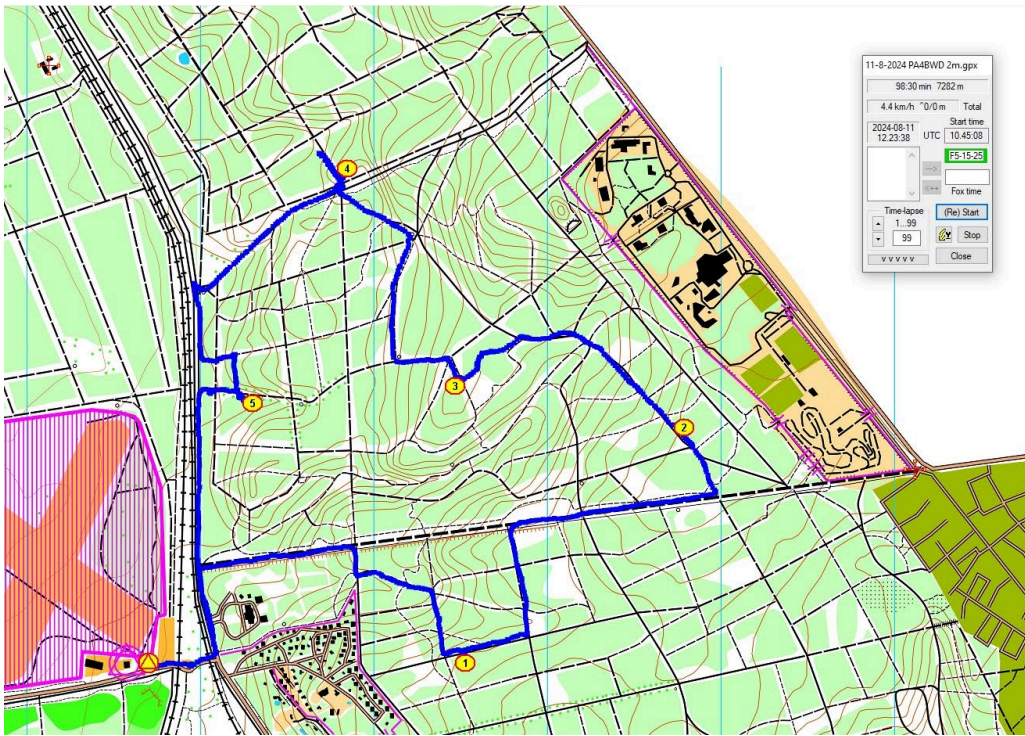 11-8-2024 PA4BWD 2m.gpx
98:30 min 7282 m
4.4 km/h ^0/0 m Total
2024-08-11
12.23:38
UTC
Start time
10.45:08
F5-15-25
-->
<-+
Fox time
Time-lapse
1...99
99
(Re) Start
Stop
v v v v v
Close
4
3
5
2
1